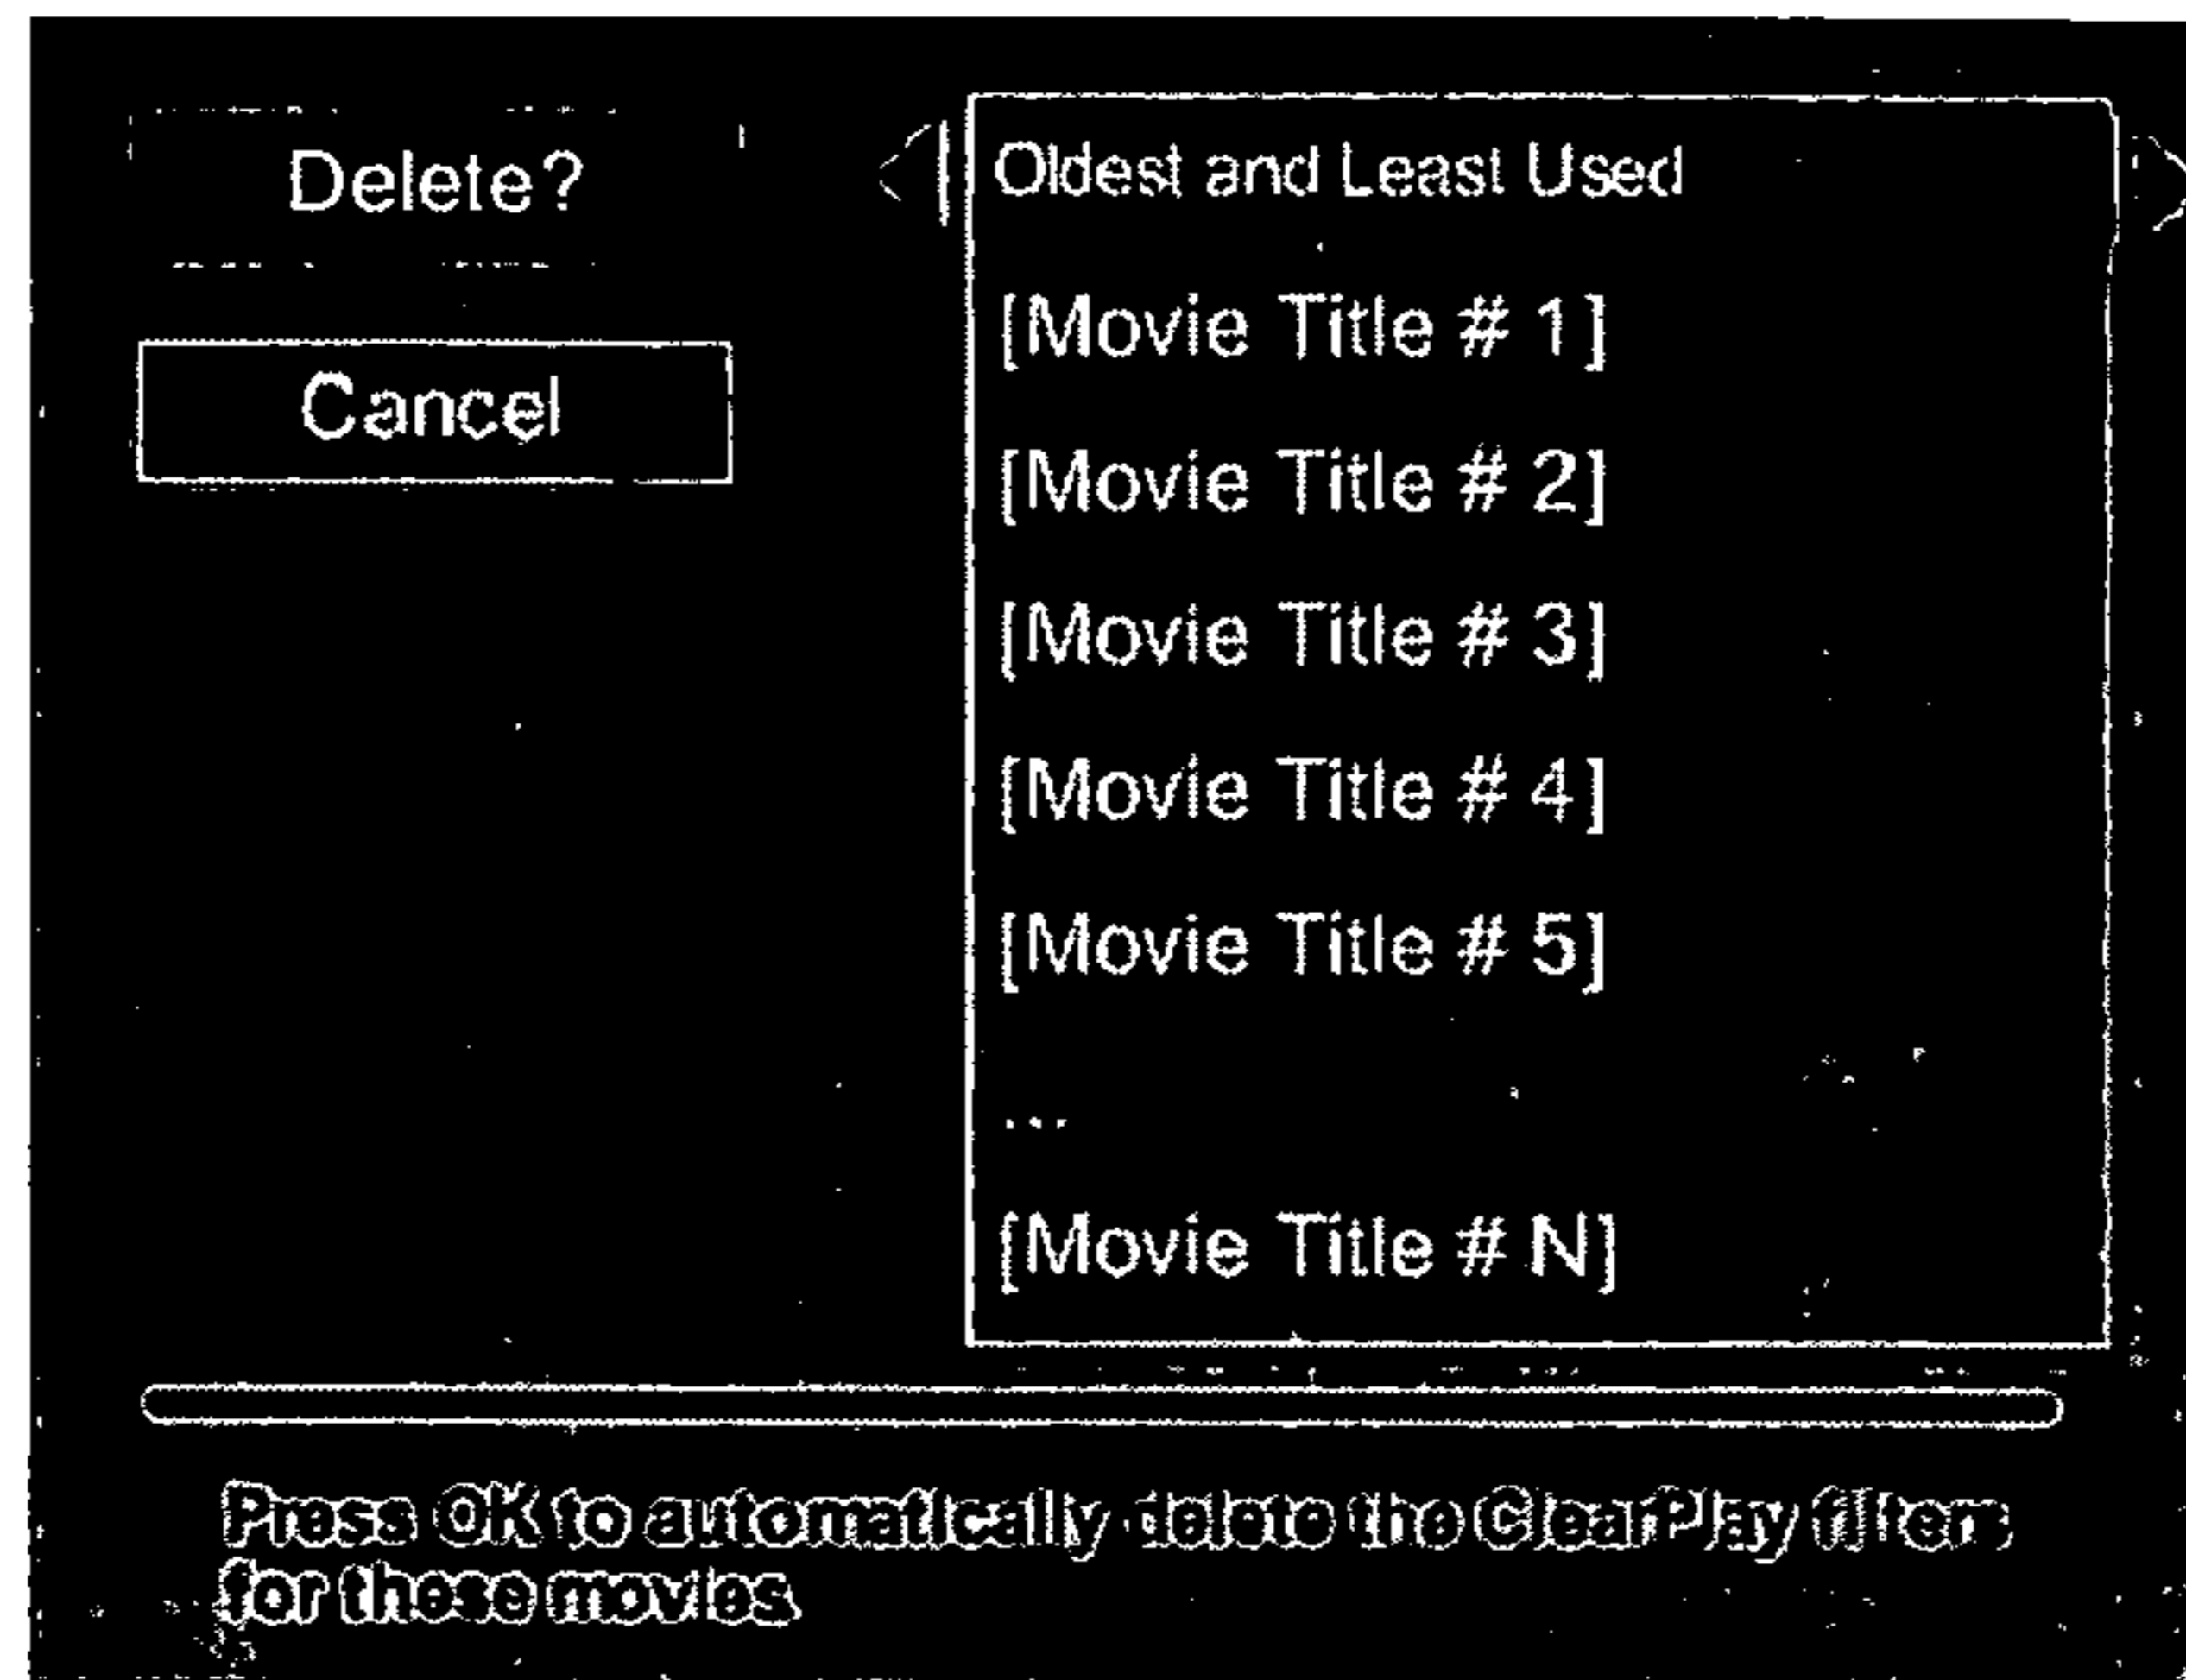 Delete?
Cancel
Oldest and Least Used
[Movie Title # 1]
[Movie Title # 2]
[Movie Title # 3]
[Movie Title # 4]
[Movie Title # 5]
...
[Movie Title # N]
Press OK to automatically delete the ClearPlay filters
for these movies